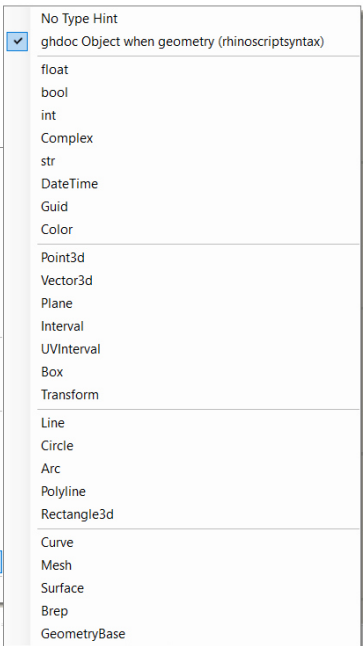 No Type Hint
ghdoc Object when geometry (rhinoscriptsyntax)
float
bool
int
Complex
str
DateTime
Guid
Color
Point3d
Vector3d
Plane
Interval
UVInterval
Box
Transform
Line
Circle
Arc
Polyline
Rectangle3d
Curve
Mesh
Surface
Brep
GeometryBase